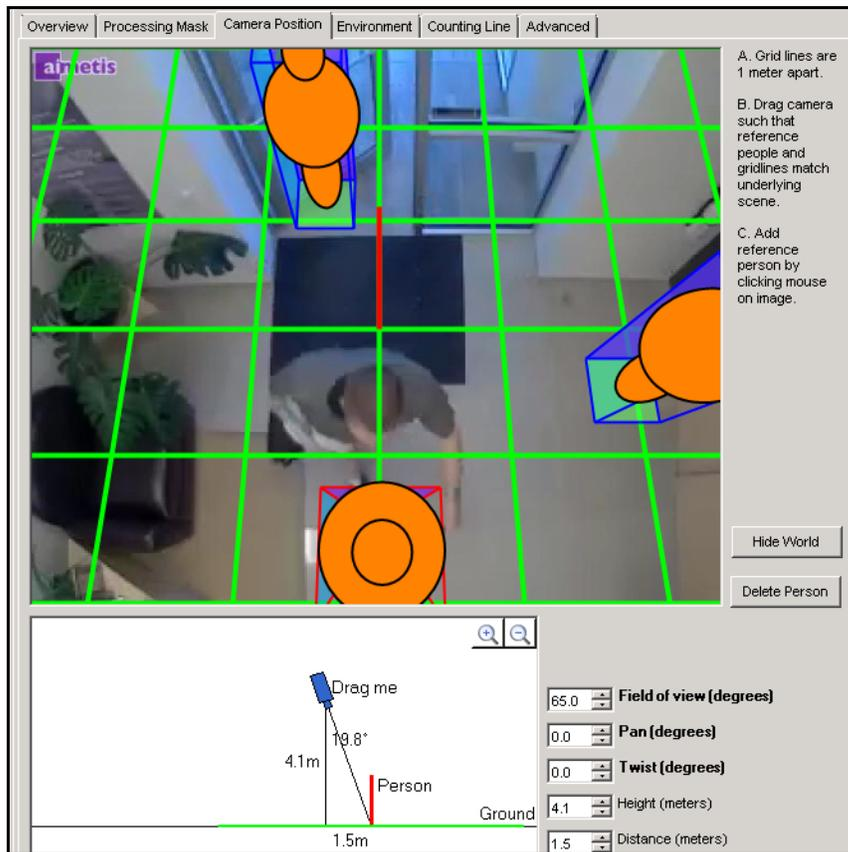 Overview
Processing Mask
Camera Position
Environment
Counting Line
Advanced
aimetis
A. Grid lines are
1 meter apart.
B. Drag camera
such that
reference
people and
gridlines match
underlying
scene.
C. Add
reference
person by
clicking mouse
on image.
Hide World
Delete Person
Drag me
19.8°
4.1m
Person
Ground
1.5m
65.0 Field of view (degrees)
0.0 Pan (degrees)
0.0 Twist (degrees)
4.1 Height (meters)
1.5 Distance (meters)